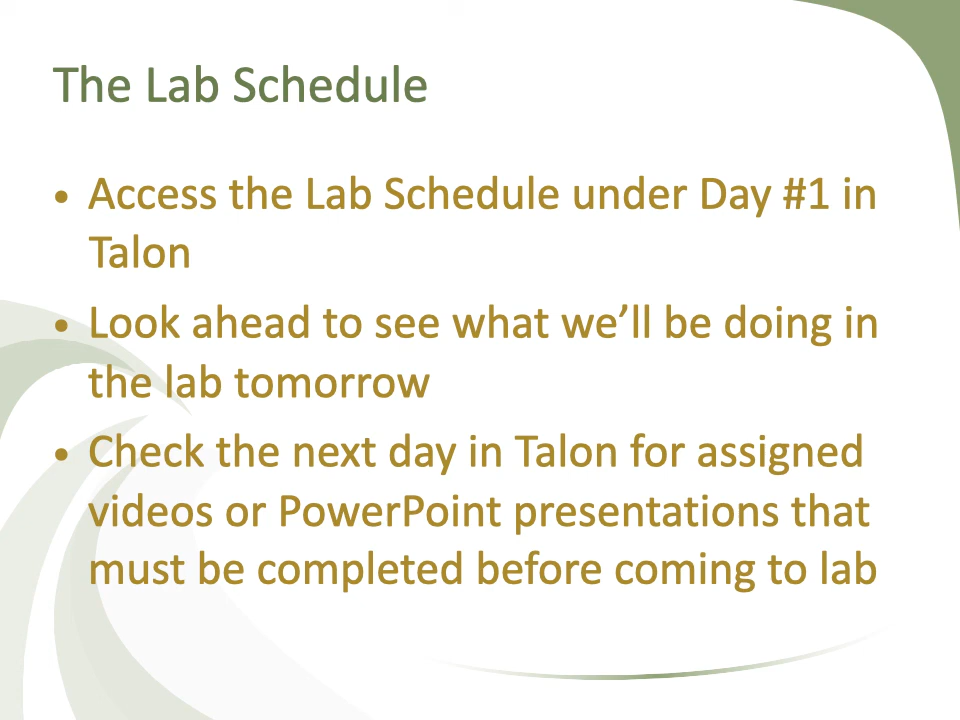 The Lab Schedule
• Access the Lab Schedule under Day #1 in
Talon
• Look ahead to see what we’ll be doing in
the lab tomorrow
• Check the next day in Talon for assigned
videos or PowerPoint presentations that
must be completed before coming to lab